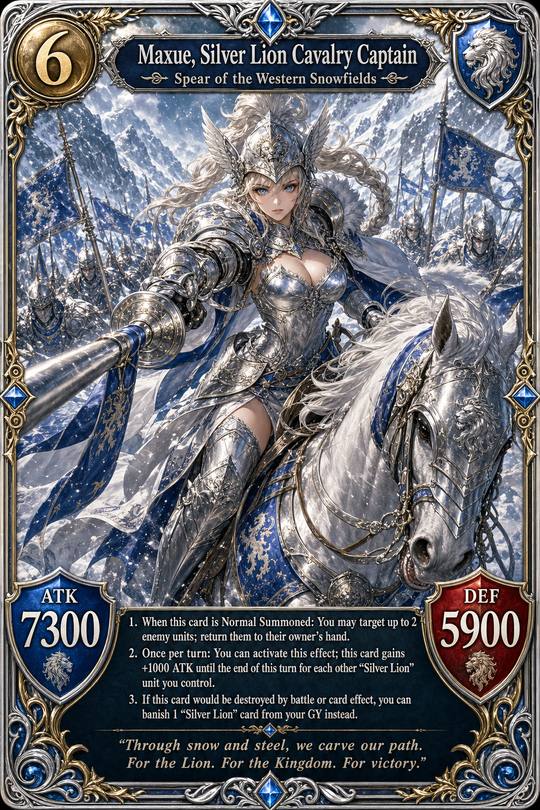 6
Maxue, Silver Lion Cavalry Captain
Spear of the Western Snowfields
ATK
7300
DEF
5900
1. When this card is Normal Summoned: You may target up to 2
enemy units; return them to their owner's hand.
2. Once per turn: You can activate this effect; this card gains
+1000 ATK until the end of this turn for each other “Silver Lion”
unit you control.
3. If this card would be destroyed by battle or card effect, you can
banish 1 “Silver Lion” card from your GY instead.
“Through snow and steel, we carve our path.
For the Lion. For the Kingdom. For victory.”